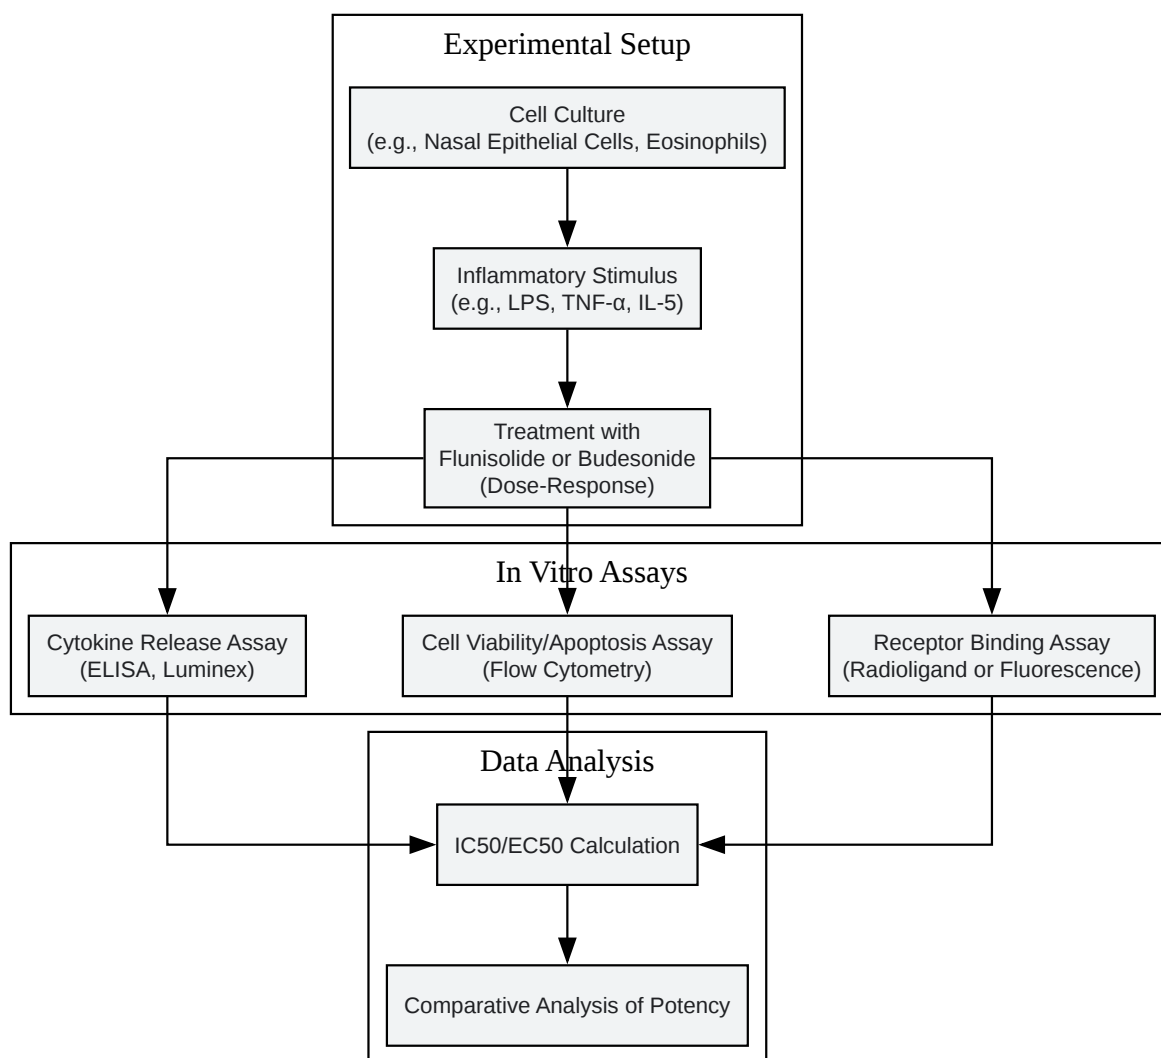 Experimental Setup
Cell Culture
(e.g., Nasal Epithelial Cells, Eosinophils)
Inflammatory Stimulus
(e.g., LPS, TNF-α, IL-5)
Treatment with
Flunisolide or Budesonide
(Dose-Response)
In Vitro Assays
Cytokine Release Assay
(ELISA, Luminex)
Cell Viability/Apoptosis Assay
(Flow Cytometry)
Receptor Binding Assay
(Radioligand or Fluorescence)
Data Analysis
IC50/EC50 Calculation
Comparative Analysis of Potency